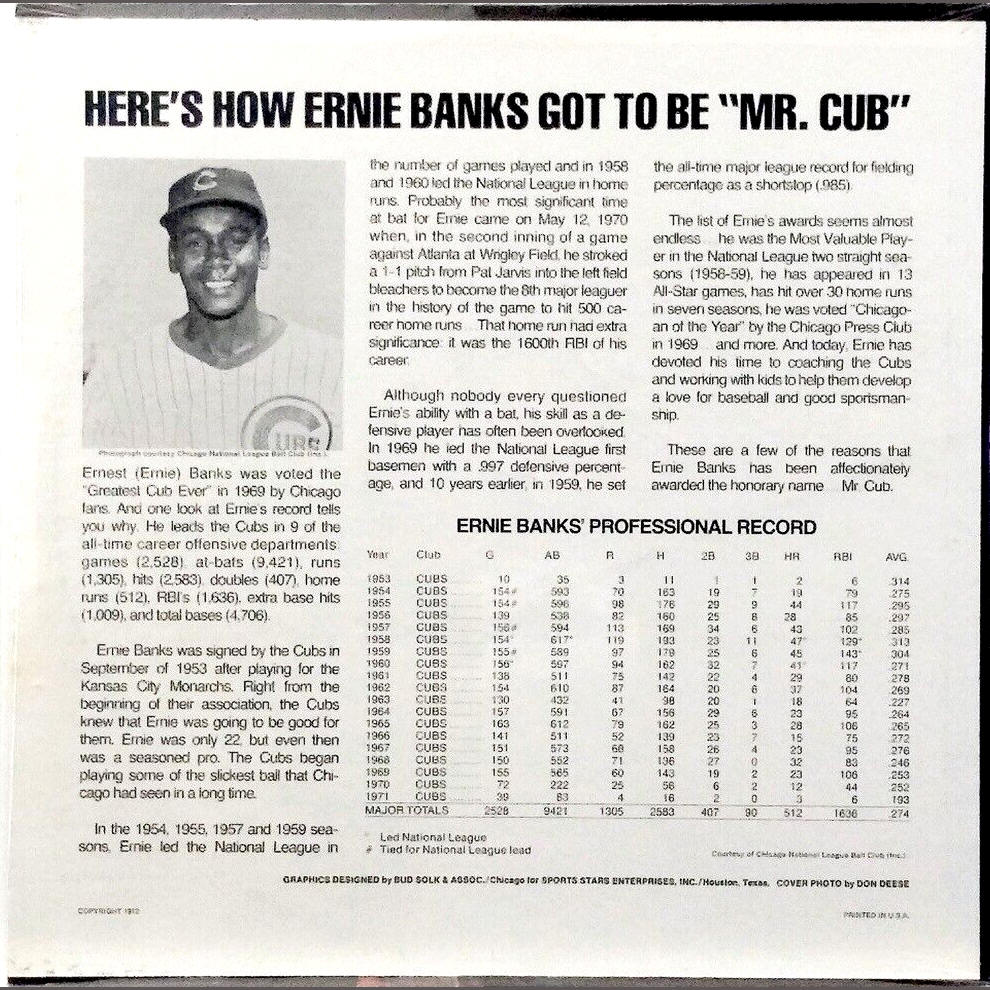 HERE'S HOW ERNIE BANKS GOT TO BE "MR. CUB"
C
CUBS
Photograph courtesy Chicago National League Ball Club (Inc.).
Ernest (Ernie) Banks was voted the
"Greatest Cub Ever" in 1969 by Chicago
fans. And one look at Ernie's record tells
you why. He leads the Cubs in 9 of the
all-time career offensive departments:
games (2,528), at-bats (9,421), runs
(1,305), hits (2,583), doubles (407), home
runs (512), RBI's (1,636), extra base hits
(1,009), and total bases (4,706).
Ernie Banks was signed by the Cubs in
September of 1953 after playing for the
Kansas City Monarchs. Right from the
beginning of their association, the Cubs
knew that Ernie was going to be good for
them. Ernie was only 22, but even then
was a seasoned pro. The Cubs began
playing some of the slickest ball that Chi-
cago had seen in a long time.
In the 1954, 1955, 1957 and 1959 sea-
sons, Ernie led the National League in
the number of games played and in 1958
and 1960 led the National League in home
runs. Probably the most significant time
at bat for Ernie came on May 12, 1970
when, in the second inning of a game
against Atlanta at Wrigley Field, he stroked
a 1-1 pitch from Pat Jarvis into the left field
bleachers to become the 8th major leaguer
in the history of the game to hit 500 ca-
reer home runs ... That home run had extra
significance: it was the 1600th RBI of his
career.
Although nobody every questioned
Ernie's ability with a bat, his skill as a de-
fensive player has often been overlooked.
In 1969 he led the National League first
basemen with a .997 defensive percent-
age, and 10 years earlier, in 1959, he set
the all-time major league record for fielding
percentage as a shortstop (.985).
The list of Ernie's awards seems almost
endless ... he was the Most Valuable Play-
er in the National League two straight sea-
sons (1958-59), he has appeared in 13
All-Star games, has hit over 30 home runs
in seven seasons, he was voted "Chicago-
an of the Year" by the Chicago Press Club
in 1969 ... and more. And today, Ernie has
devoted his time to coaching the Cubs
and working with kids to help them develop
a love for baseball and good sportsman-
ship.
These are a few of the reasons that
Ernie Banks has been affectionately
awarded the honorary name ... Mr. Cub.
ERNIE BANKS' PROFESSIONAL RECORD
Year Club G AB R H 2B 3B HR RBI AVG.
1953 CUBS 10 35 3 11 1 1 2 6 .314
1954 CUBS 154# 593 70 163 19 7 19 79 .275
1955 CUBS 154# 596 98 176 29 9 44 117 .295
1956 CUBS 139 538 82 160 25 8 28 85 .297
1957 CUBS 156# 594 113 169 34 6 43 102 .285
1958 CUBS 154* 617* 119 193 23 11 47* 129* .313
1959 CUBS 155# 589 97 179 25 6 45 143* .304
1960 CUBS 156* 597 94 162 32 7 41* 117 .271
1961 CUBS 138 511 75 142 22 4 29 80 .278
1962 CUBS 154 610 87 164 20 6 37 104 .269
1963 CUBS 130 432 41 98 20 1 18 64 .227
1964 CUBS 157 591 67 156 29 6 23 95 .264
1965 CUBS 163 612 79 162 25 3 28 106 .265
1966 CUBS 141 511 52 139 23 7 15 75 .272
1967 CUBS 151 573 68 158 26 4 23 95 .276
1968 CUBS 150 552 71 136 27 0 32 83 .246
1969 CUBS 155 565 60 143 19 2 23 106 .253
1970 CUBS 72 222 25 56 6 2 12 44 .252
1971 CUBS 39 83 4 16 2 0 3 6 .193
MAJOR TOTALS 2528 9421 1305 2583 407 90 512 1636 .274
* Led National League
# Tied for National League lead
Courtesy of Chicago National League Ball Club (Inc.)
GRAPHICS DESIGNED by BUD SOLK & ASSOC./Chicago for SPORTS STARS ENTERPRISES, INC./Houston, Texas. COVER PHOTO by DON DEESE
COPYRIGHT 1972
PRINTED IN U.S.A.